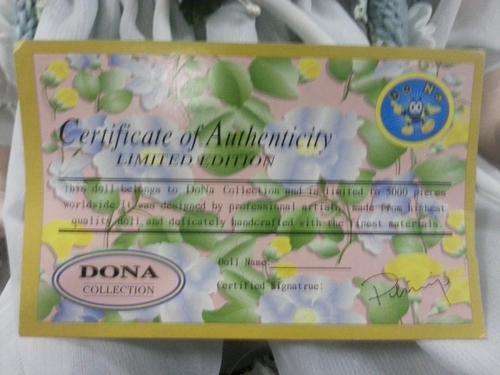 DONA
Certificate of Authenticity
LIMITED EDITION
This doll belongs to DoNa Collection and is limited to 5000 pieces
worldwide it was designed by professional artists, made from highest
quality doll and delicately handcrafted with the finest materials.
DONA
COLLECTION
Doll Name:
Certified Signatrue: